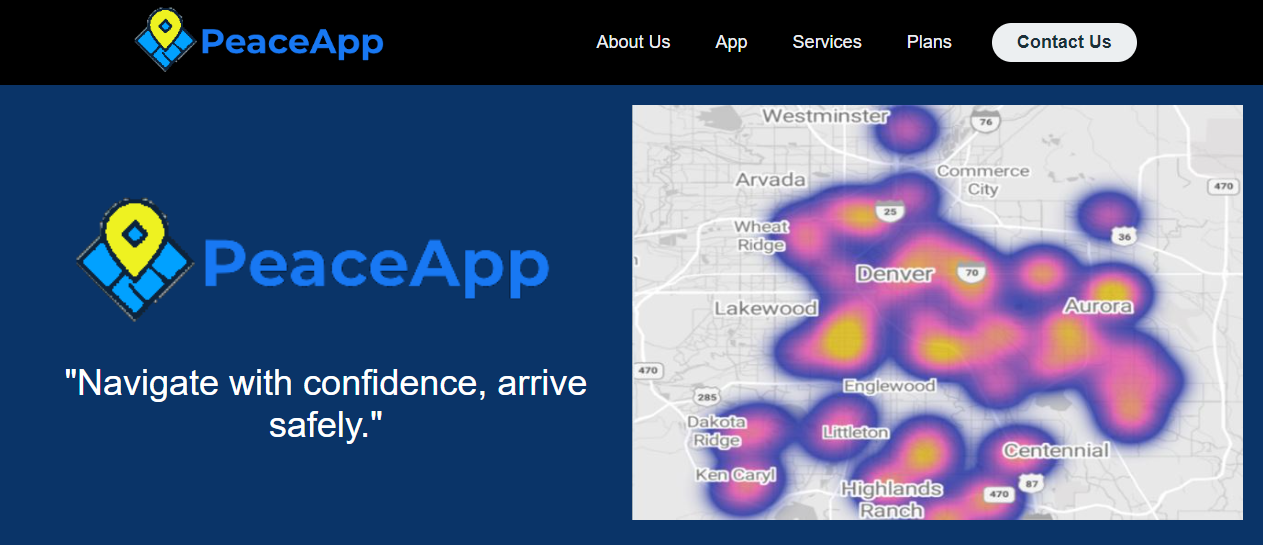 PeaceApp
About Us
App
Services
Plans
Contact Us
PeaceApp
"Navigate with confidence, arrive
safely."
Westminster
76
Arvada
Commerce
City
470
25
Wheat
Ridge
36
Denver
70
Lakewood
Aurora
470
Englewood
285
Dakota
Ridge
Littleton
Centennial
Ken Caryl
87
Highlands
Ranch
470